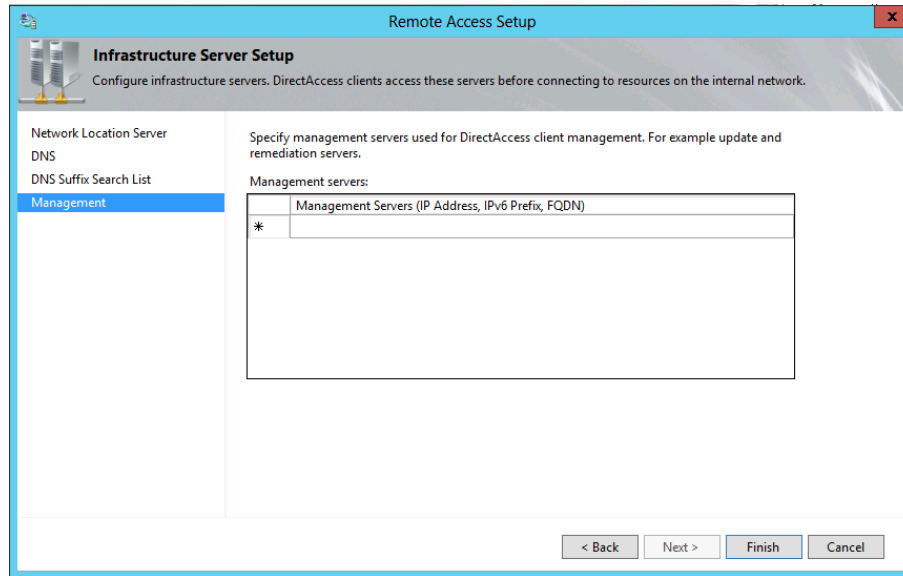 Remote Access Setup
x
Infrastructure Server Setup
Configure infrastructure servers. DirectAccess clients access these servers before connecting to resources on the internal network.
Network Location Server
DNS
DNS Suffix Search List
Management
Specify management servers used for DirectAccess client management. For example update and
remediation servers.
Management servers:
Management Servers (IP Address, IPv6 Prefix, FQDN)
*
< Back
Next >
Finish
Cancel